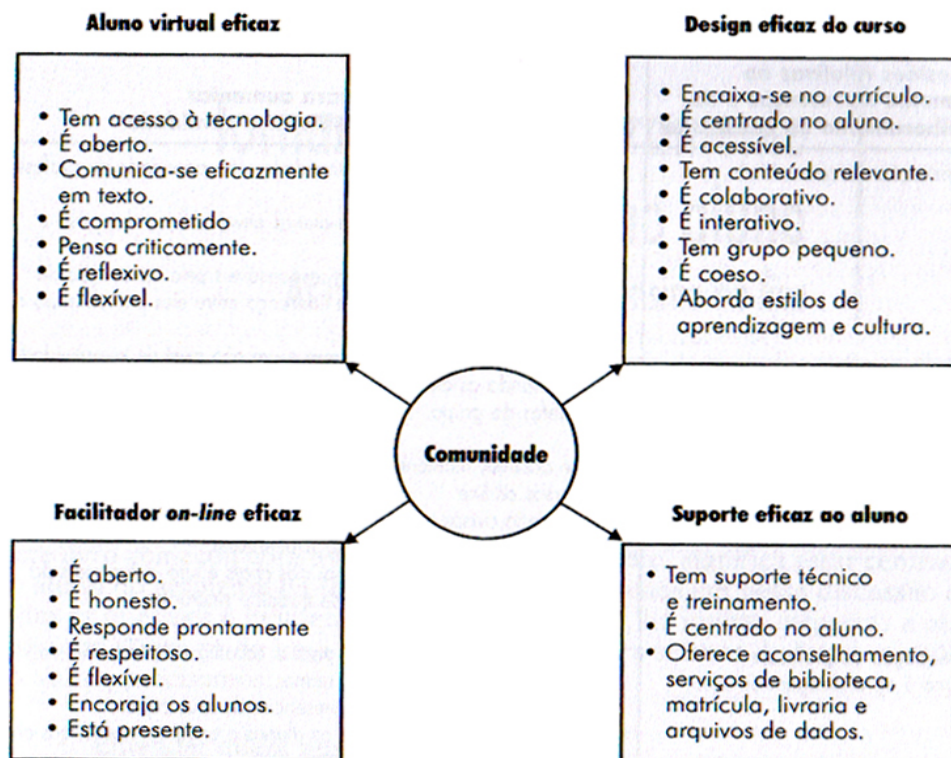 Aluno virtual eficaz
• Tem acesso à tecnologia.
• É aberto.
• Comunica-se eficazmente
em texto.
• É comprometido
• Pensa criticamente.
• É reflexivo.
• É flexível.
Design eficaz do curso
• Encaixa-se no currículo.
• É centrado no aluno.
• É acessível.
• Tem conteúdo relevante.
• É colaborativo.
• É interativo.
• Tem grupo pequeno.
• É coeso.
• Aborda estilos de
aprendizagem e cultura.
Comunidade
Facilitador on-line eficaz
• É aberto.
• É honesto.
• Responde prontamente
• É respeitoso.
• É flexível.
• Encoraja os alunos.
• Está presente.
Suporte eficaz ao aluno
• Tem suporte técnico
e treinamento.
• É centrado no aluno.
• Oferece aconselhamento,
serviços de biblioteca,
matrícula, livraria e
arquivos de dados.